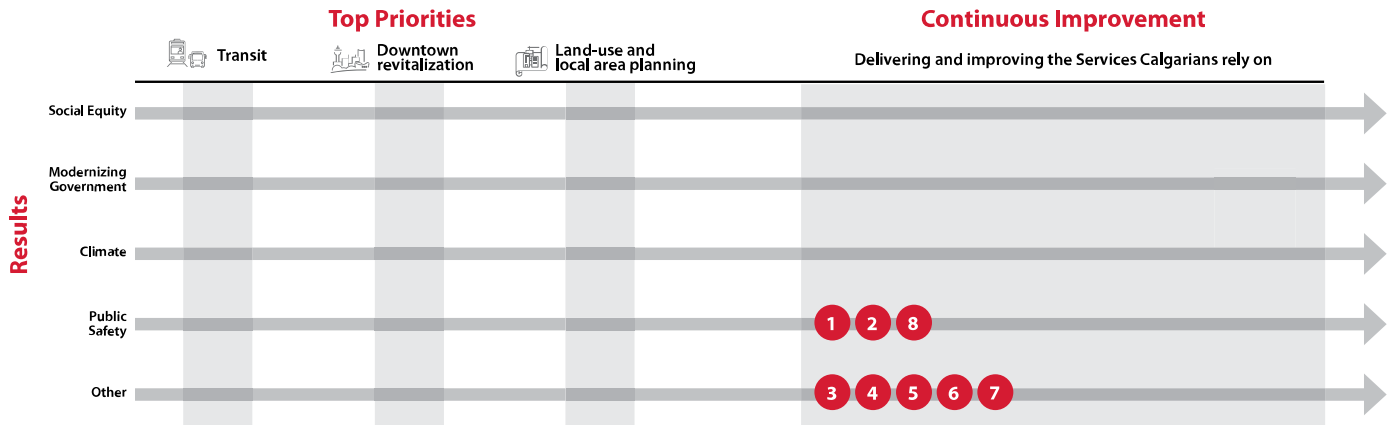 Top Priorities
Continuous Improvement
Transit
Downtown
revitalization
Land-use and
local area planning
Delivering and improving the Services Calgarians rely on
Results
Social Equity
Modernizing
Government
Climate
Public
Safety
1 2 8
Other
3 4 5 6 7